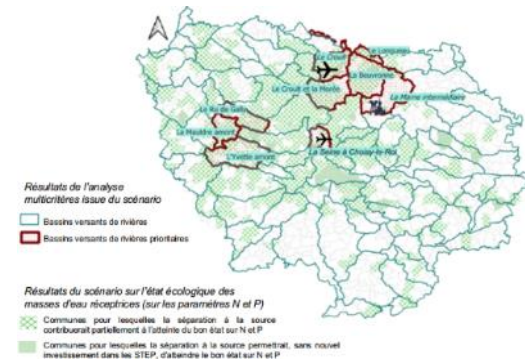 Le Croult
La Beuvronne
Le Croult et la Morée
La Marne intermédiaire
Le Ru de Gally
La Mauldre amont
L'Yvette amont
La Seine à Choisy-le-Roi
Résultats de l'analyse
multicritères issue du scénario
Bassins versants de rivières
Bassins versants de rivières prioritaires
Résultats du scénario sur l'état écologique des
masses d'eau réceptrices (sur les paramètres N et P)
Communes pour lesquelles la séparation à la source
contribuerait partiellement à l'atteinte du bon état sur N et P
Communes pour lesquelles la séparation à la source permettrait, sans nouvel
investissement dans les STEP, d'atteindre le bon état sur N et P